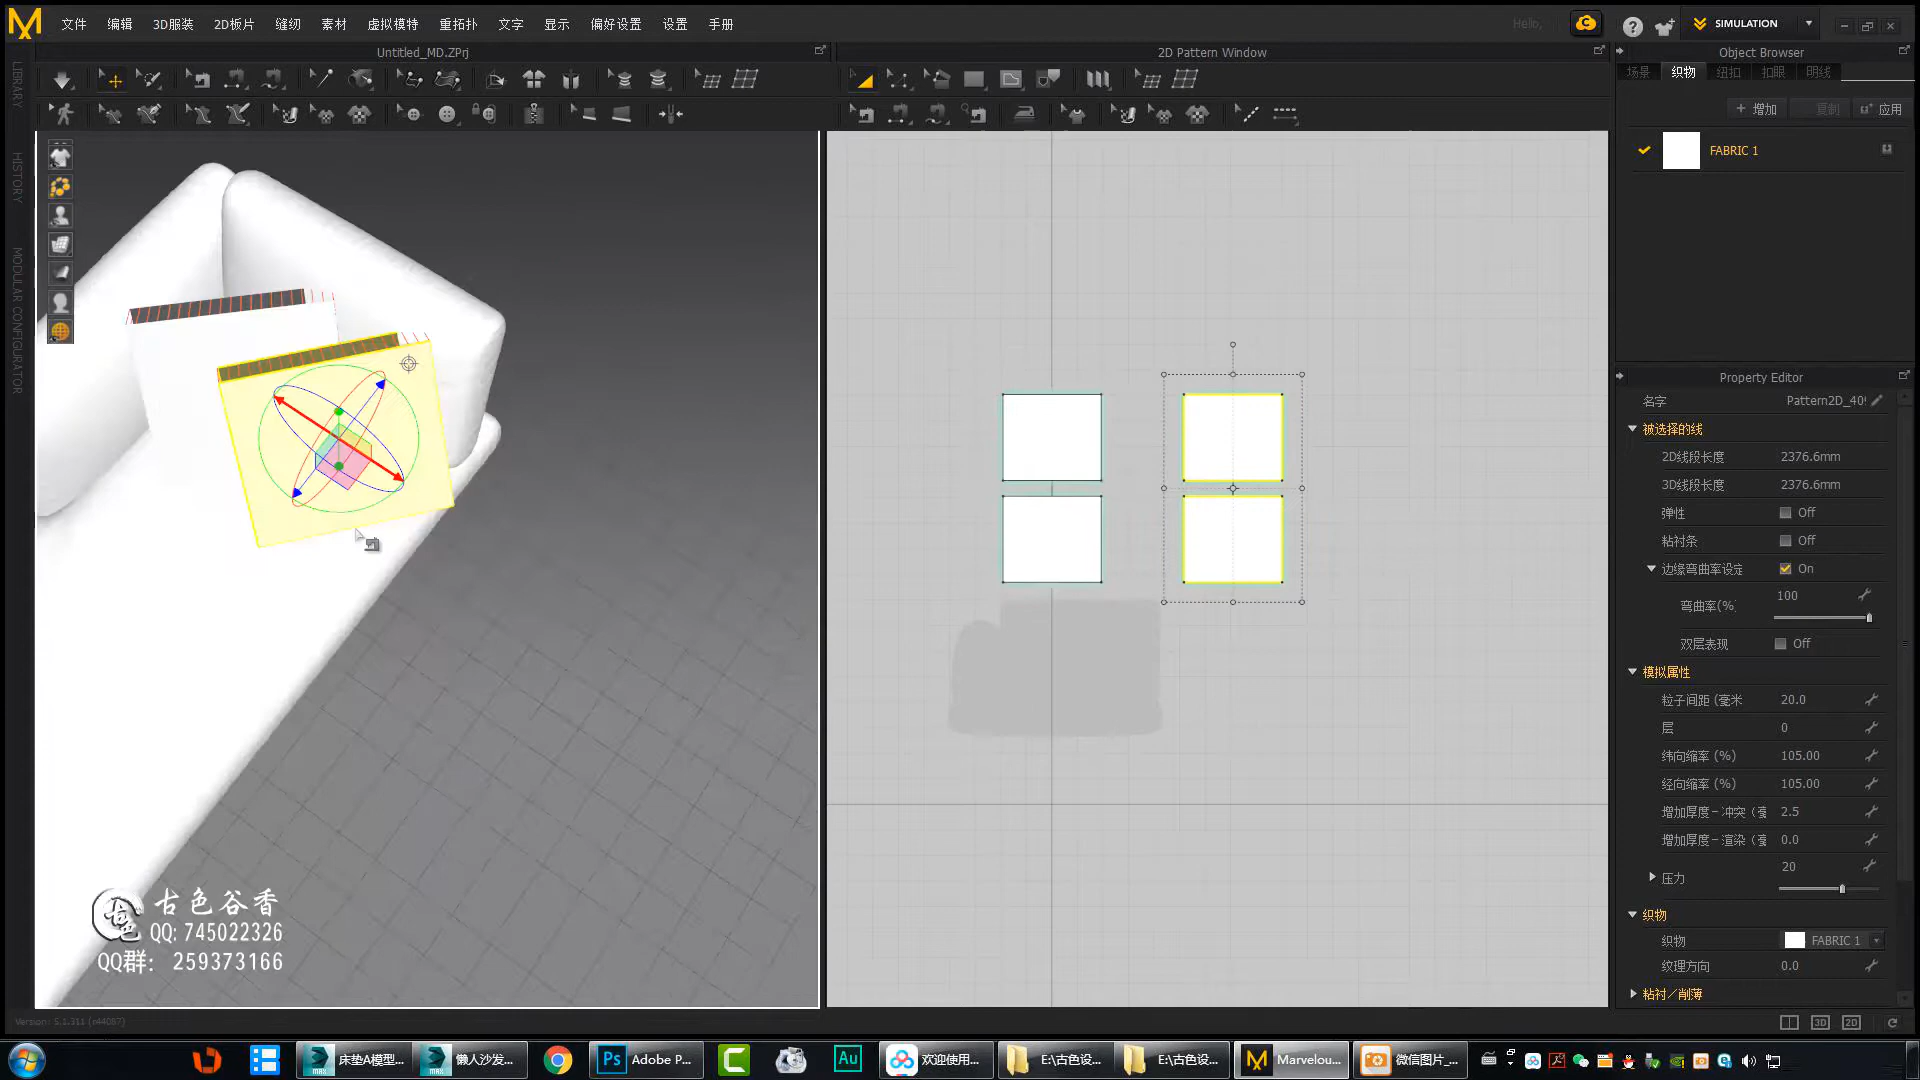 文件 编辑 3D服装 2D板片 缝纫 素材 虚拟模特 重拓扑 文字 显示 偏好设置 设置 手册
Hello,
SIMULATION
Untitled_MD.ZPrj
2D Pattern Window
Object Browser
LIBRARY
HISTORY
MODULAR CONFIGURATOR
场景 织物 纽扣 扣眼 明线
+ 增加 复制 应用
FABRIC 1
Property Editor
名字 Pattern2D_409
被选择的线
2D线段长度 2376.6mm
3D线段长度 2376.6mm
弹性 Off
粘衬条 Off
边缘弯曲率设定 On
弯曲率(%) 100
双层表现 Off
模拟属性
粒子间距 (毫米 20.0
层 0
纬向缩率 (%) 105.00
经向缩率 (%) 105.00
增加厚度-冲突 (毫 2.5
增加厚度-渲染 (毫 0.0
压力 20
织物
织物 FABRIC 1
纹理方向 0.0
粘衬/削薄
古色谷香
QQ: 745022326
QQ群: 259373166
3D 2D
床垫A模型... 懒人沙发... Ps Adobe P... Au 欢迎使用... E:\古色设... E:\古色设... Marvelou... 微信图片_...